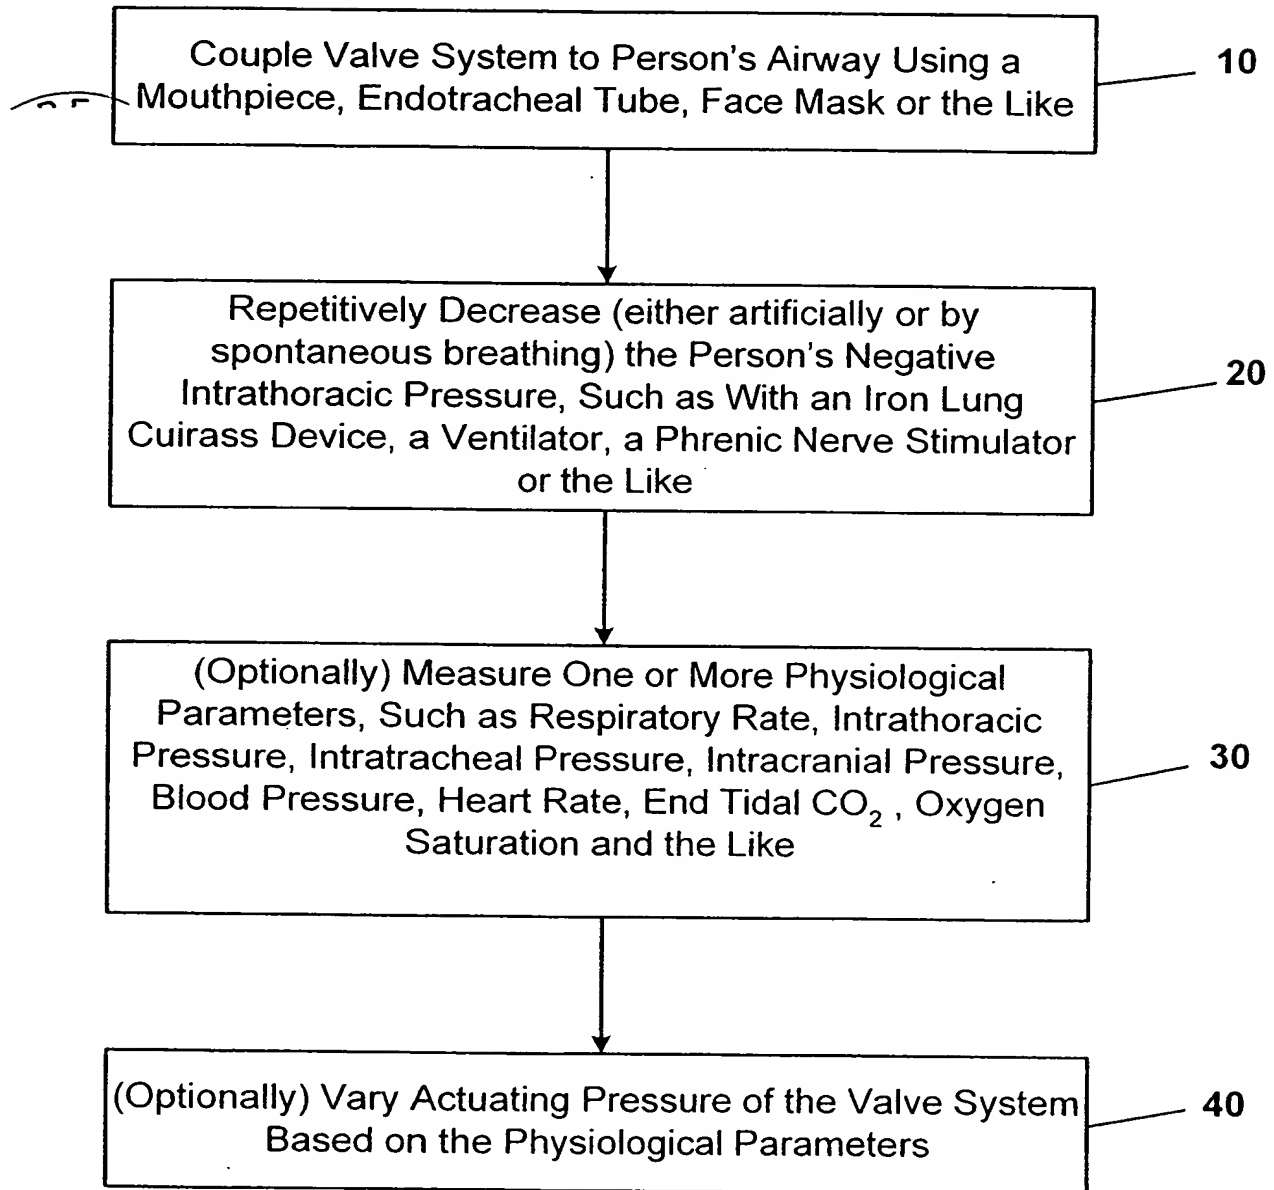 Couple Valve System to Person's Airway Using a
Mouthpiece, Endotracheal Tube, Face Mask or the Like
10
Repetitively Decrease (either artificially or by
spontaneous breathing) the Person's Negative
Intrathoracic Pressure, Such as With an Iron Lung
Cuirass Device, a Ventilator, a Phrenic Nerve Stimulator
or the Like
20
(Optionally) Measure One or More Physiological
Parameters, Such as Respiratory Rate, Intrathoracic
Pressure, Intratracheal Pressure, Intracranial Pressure,
Blood Pressure, Heart Rate, End Tidal CO₂ , Oxygen
Saturation and the Like
30
(Optionally) Vary Actuating Pressure of the Valve System
Based on the Physiological Parameters
40